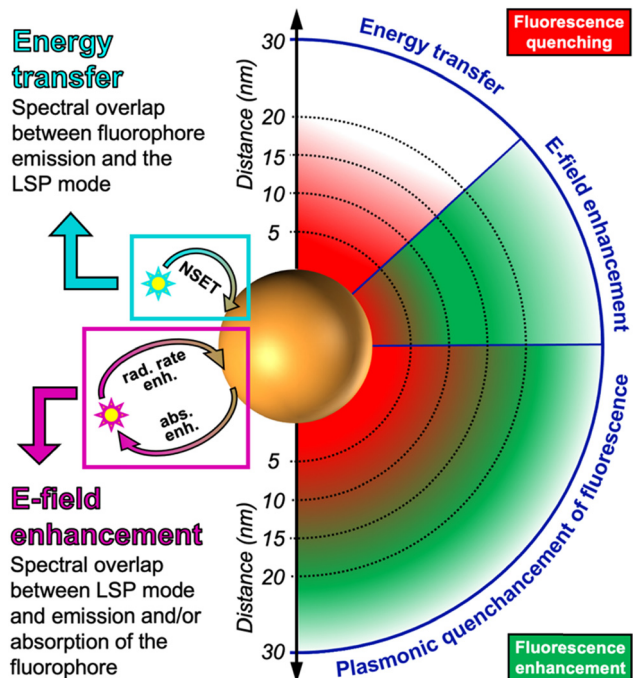 Energy
transfer
Spectral overlap
between fluorophore
emission and the
LSP mode
NSET
rad. rate
enh.
abs.
enh.
E-field
enhancement
Spectral overlap
between LSP mode
and emission and/or
absorption of the
fluorophore
30
20
15
10
5
Distance (nm)
5
10
15
20
30
Distance (nm)
Fluorescence
quenching
Energy transfer
E-field enhancement
Plasmonic quenchancement of fluorescence
Fluorescence
enhancement